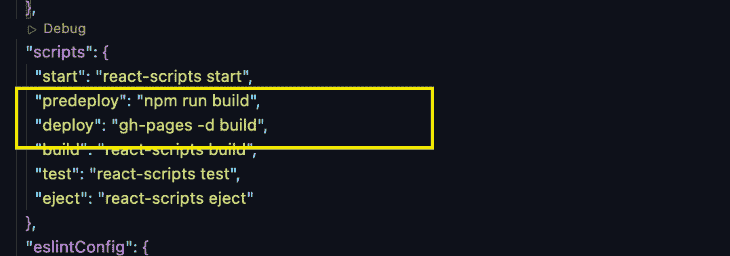 },
Debug
"scripts": {
"start": "react-scripts start",
"predeploy": "npm run build",
"deploy": "gh-pages -d build",
"build": "react-scripts build",
"test": "react-scripts test",
"eject": "react-scripts eject"
},
"eslintConfig": {